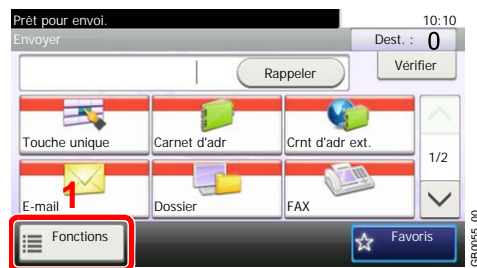 Prêt pour envoi. 10:10
Envoyer Dest. : 0
Rappeler Vérifier
Touche unique Carnet d'adr Crnt d'adr ext.
1/2
E-mail 1 Dossier FAX
Fonctions Favoris
GB0055_00